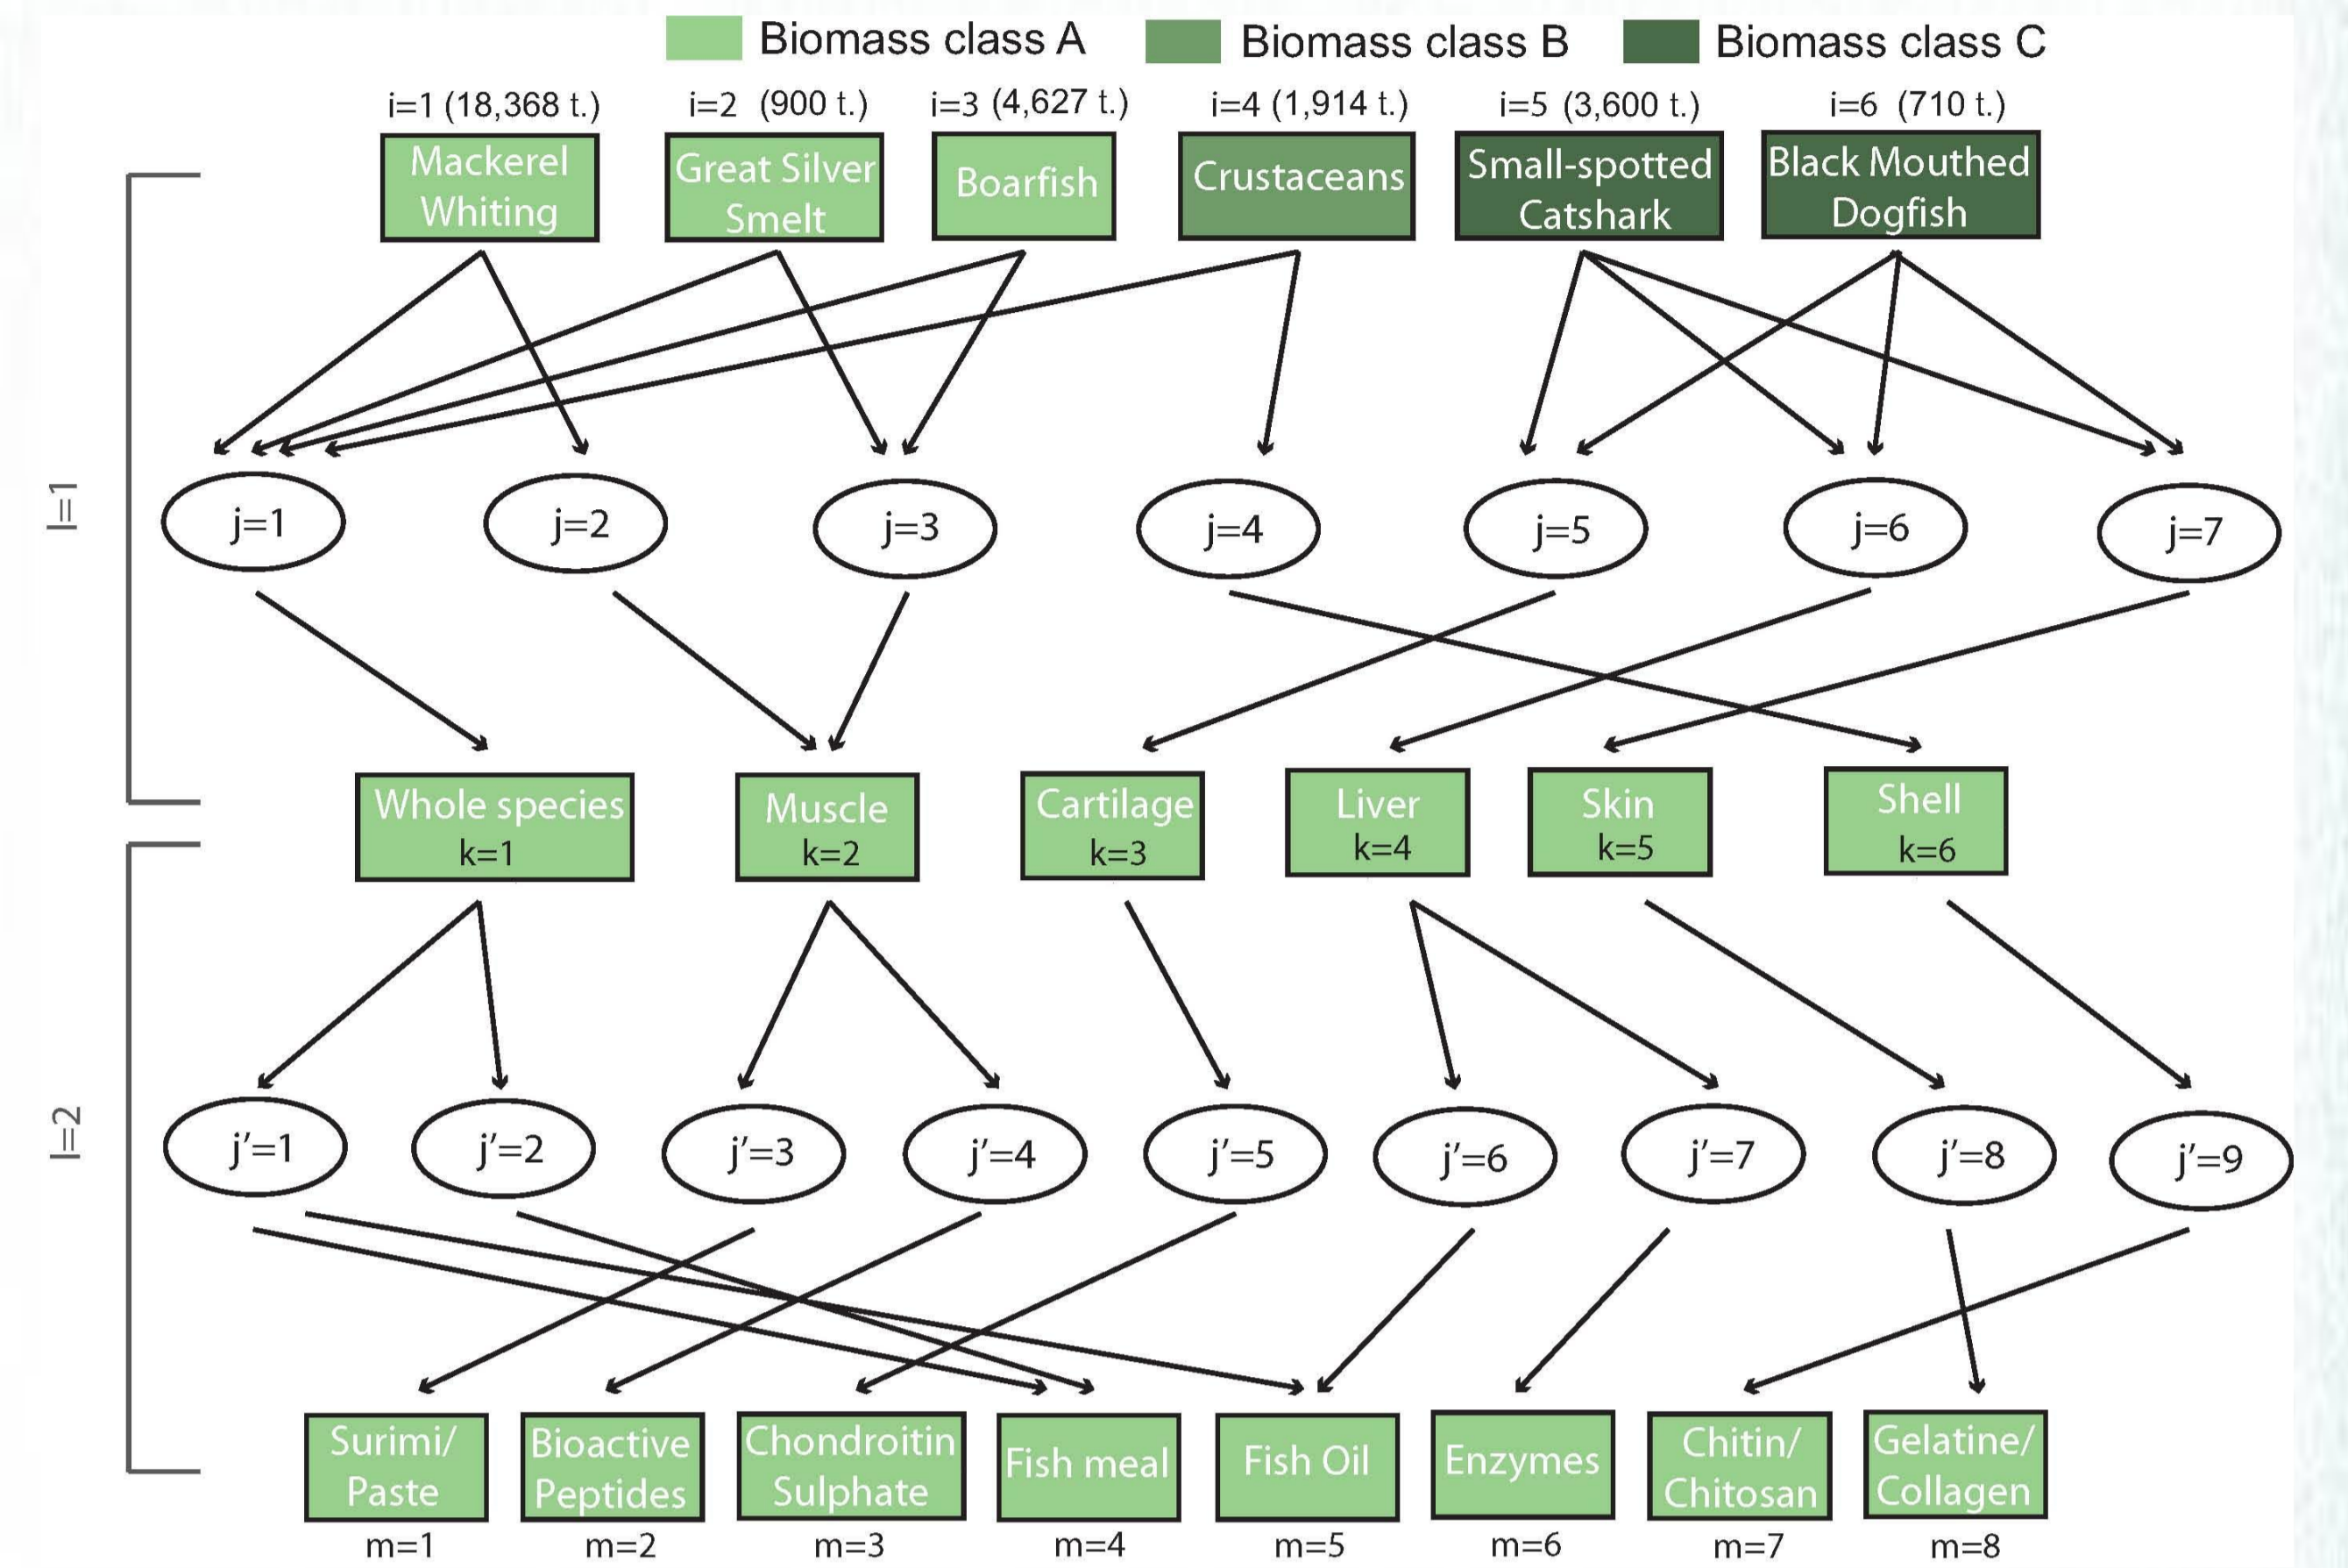 Biomass class A
Biomass class B
Biomass class C
i=1 (18,368 t.)
i=2 (900 t.)
i=3 (4,627 t.)
i=4 (1,914 t.)
i=5 (3,600 t.)
i=6 (710 t.)
Mackerel
Whiting
Great Silver
Smelt
Boarfish
Crustaceans
Small-spotted
Catshark
Black Mouthed
Dogfish
l=1
j=1
j=2
j=3
j=4
j=5
j=6
j=7
Whole species
k=1
Muscle
k=2
Cartilage
k=3
Liver
k=4
Skin
k=5
Shell
k=6
l=2
j’=1
j’=2
j’=3
j’=4
j’=5
j’=6
j’=7
j’=8
j’=9
Surimi/
Paste
Bioactive
Peptides
Chondroitin
Sulphate
Fish meal
Fish Oil
Enzymes
Chitin/
Chitosan
Gelatine/
Collagen
m=1
m=2
m=3
m=4
m=5
m=6
m=7
m=8